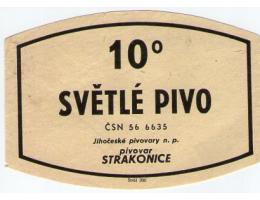 10°
SVĚTLÉ PIVO
ČSN 56 6635
Jihočeské pivovary n. p.
pivovar
STRAKONICE